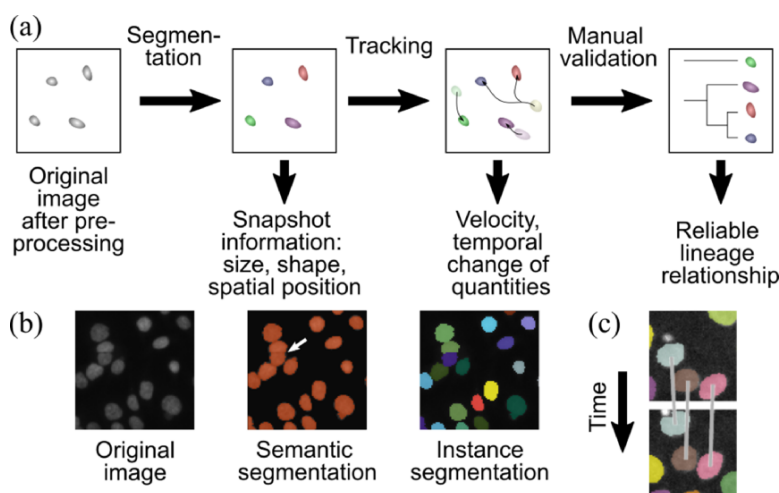 (a)
Segmen-
tation
Tracking
Manual
validation
Original
image
after pre-
processing
Snapshot
information:
size, shape,
spatial position
Velocity,
temporal
change of
quantities
Reliable
lineage
relationship
(b)
Original
image
Semantic
segmentation
Instance
segmentation
(c)
Time